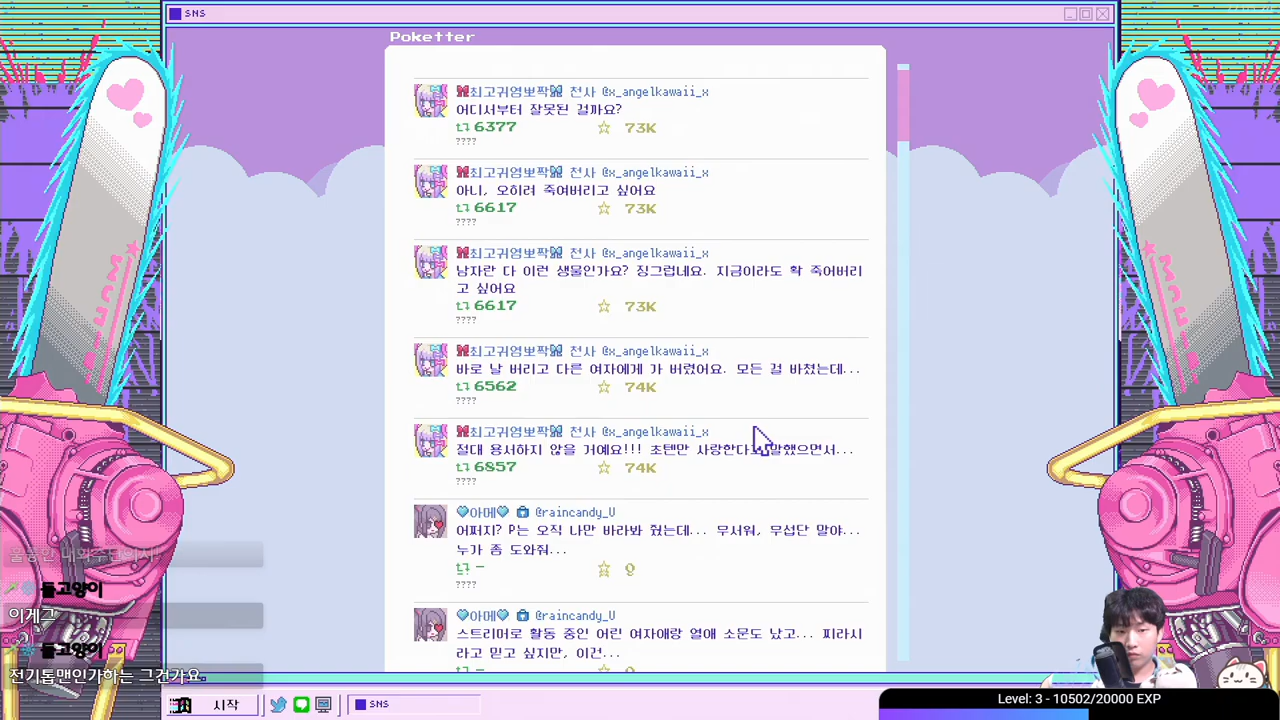 SNS
Poketter
최고귀염뽀짝 천사 @x_angelkawaii_x
어디서부터 잘못된 걸까요?
6377 73K
????
최고귀염뽀짝 천사 @x_angelkawaii_x
아니, 오히려 죽여버리고 싶어요
6617 73K
????
최고귀염뽀짝 천사 @x_angelkawaii_x
남자란 다 이런 생물인가요? 징그럽네요. 지금이라도 확 죽어버리
고 싶어요
6617 73K
????
최고귀염뽀짝 천사 @x_angelkawaii_x
바로 날 버리고 다른 여자에게 가 버렸어요. 모든 걸 바쳤는데...
6562 74K
????
최고귀염뽀짝 천사 @x_angelkawaii_x
절대 용서하지 않을 거예요!!! 초텐만 사랑한다 말했으면서...
6857 74K
????
아메 @raincandy_U
어쩌지? P는 오직 나만 바라봐 줬는데... 무서워, 무섭단 말야...
누가 좀 도와줘...
— 0
????
아메 @raincandy_U
스트리머로 활동 중인 어린 여자애랑 열애 소문도 났고... 찌라시
라고 믿고 싶지만, 이건...
돌고양이
이게그
돌고양이
전기톱맨인가하는 그건가요
시작
SNS
Level: 3 - 10502/20000 EXP